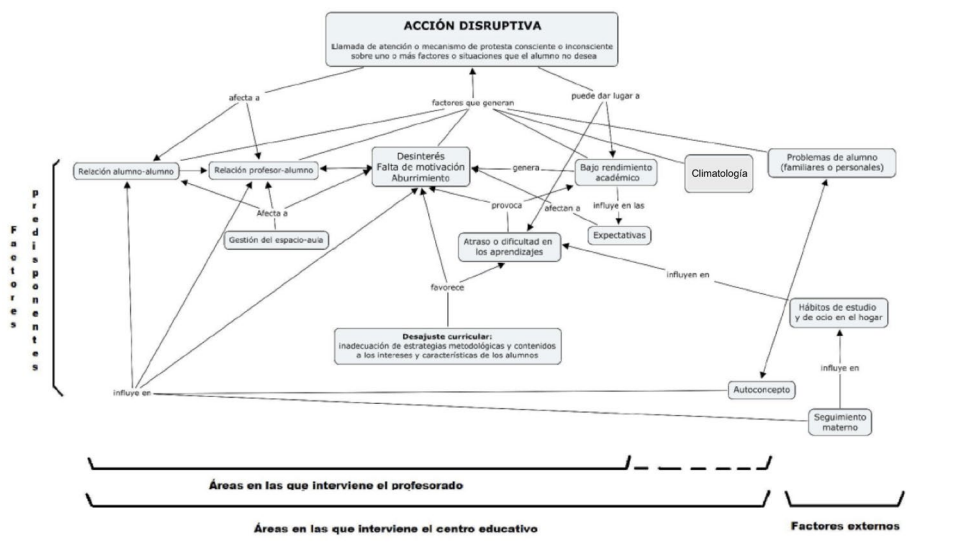 ACCIÓN DISRUPTIVA
Llamada de atención o mecanismo de protesta consciente o inconsciente
sobre uno o más factores o situaciones que el alumno no desea
afecta a
factores que generan
puede dar lugar a
Relación alumno-alumno
Relación profesor-alumno
Desinterés
Falta de motivación
Aburrimiento
genera
Bajo rendimiento
académico
Climatología
Problemas de alumno
(familiares o personales)
Afecta a
provoca
afectan a
influye en las
Gestión del espacio-aula
Atraso o dificultad en
los aprendizajes
Expectativas
influyen en
favorece
Hábitos de estudio
y de ocio en el hogar
Desajuste curricular:
inadecuación de estrategias metodológicas y contenidos
a los intereses y características de los alumnos
influye en
influye en
Autoconcepto
Seguimiento
materno
Factores
predisponentes
Áreas en las que interviene el profesorado
Áreas en las que interviene el centro educativo
Factores externos